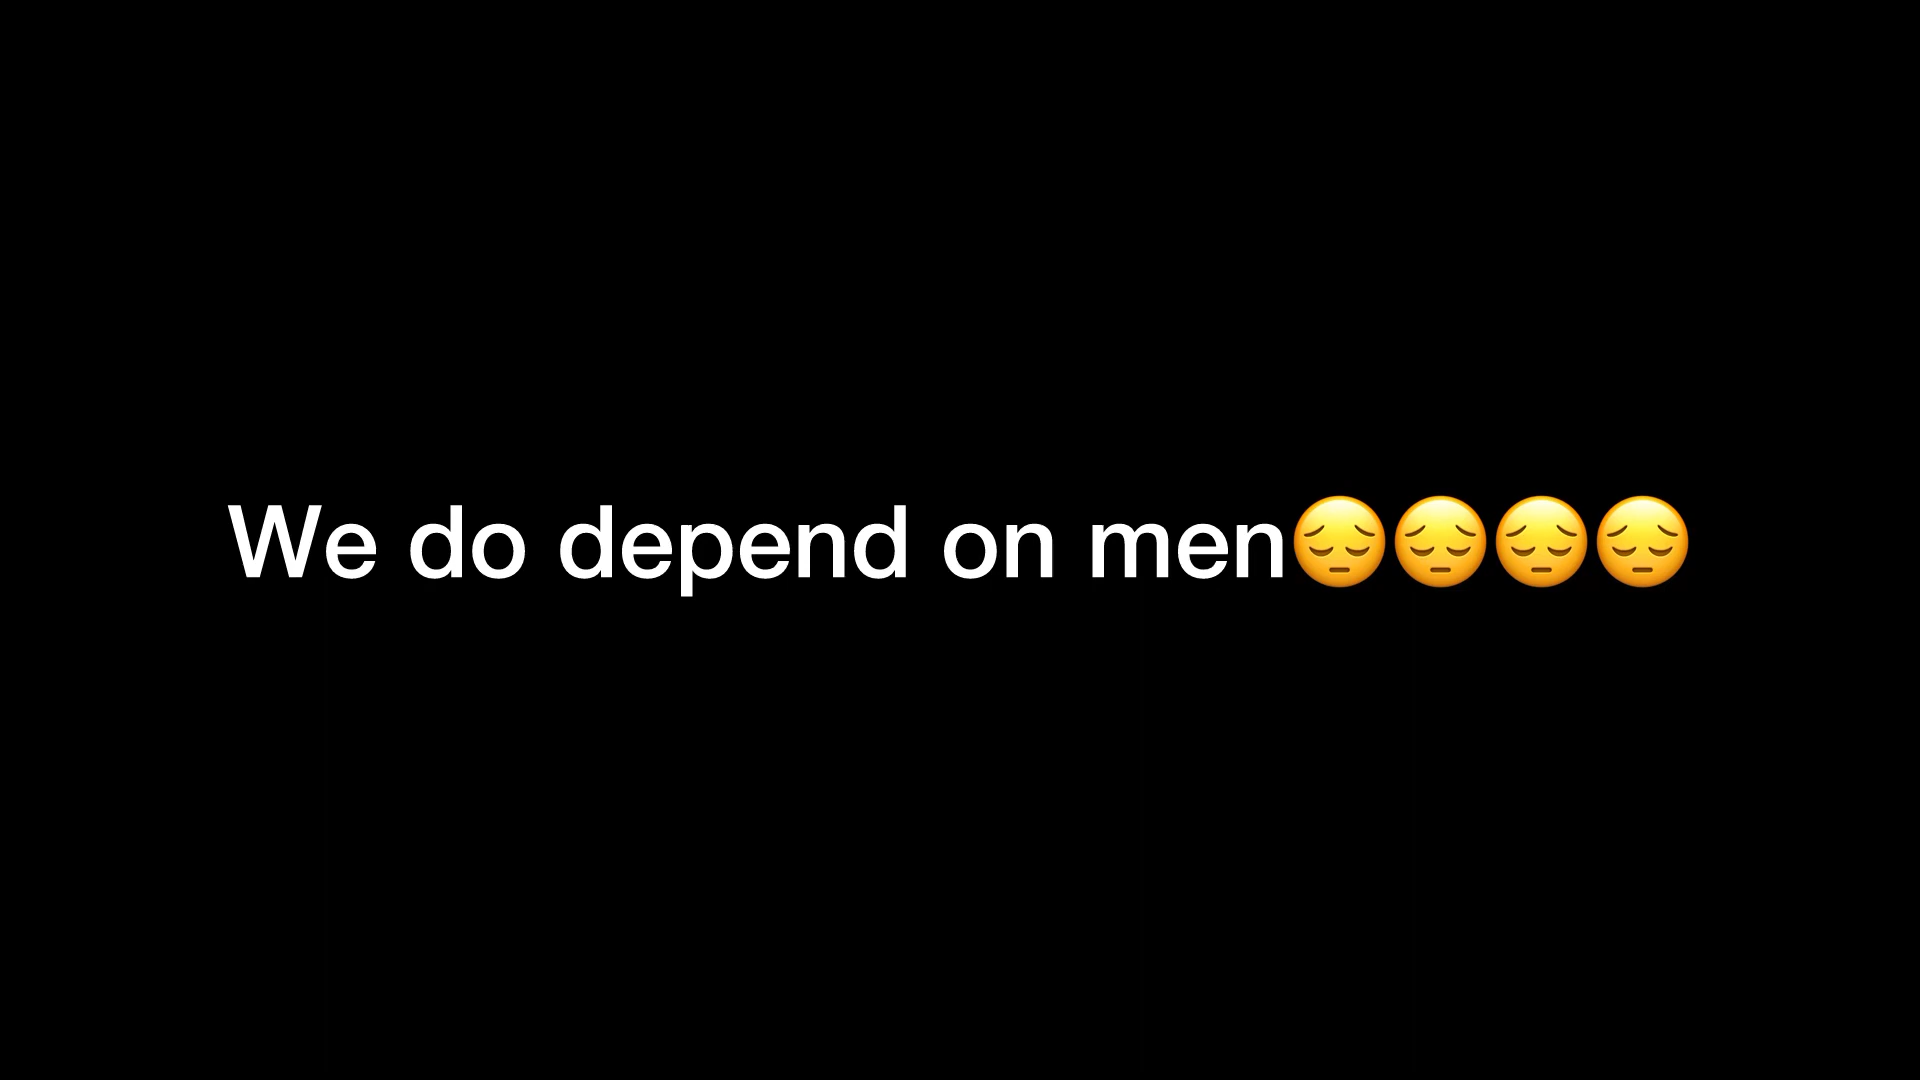 We do depend on men😔😔😔😔